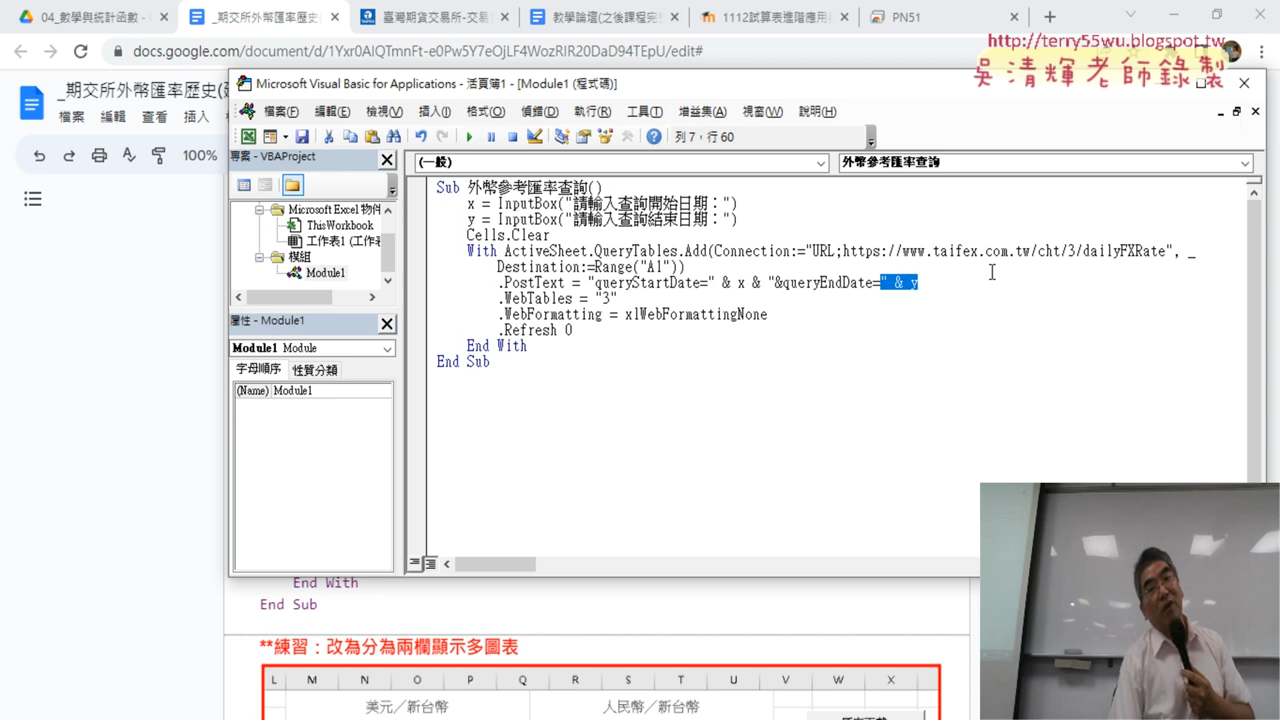 04_數學與統計函數 -
_期交所外幣匯率歷史
臺灣期貨交易所-交易
教學論壇(之後課程完
1112試算表進階應用
PN51
docs.google.com/document/d/1Yxr0AlQTmnFt-e0Pw5Y7eOjLF4WozRlR20DaD94TEpU/edit#
http://terry55wu.blogspot.tw
吳清輝老師錄製
_期交所外幣匯率歷史(
檔案 編輯 查看 插入
100%
Microsoft Visual Basic for Applications - 活頁簿1 - [Module1 (程式碼)]
檔案(F) 編輯(E) 檢視(V) 插入(I) 格式(O) 偵錯(D) 執行(R) 工具(T) 增益集(A) 視窗(W) 說明(H)
列 7，行 60
專案 - VBAProject
Microsoft Excel 物件
ThisWorkbook
工作表1 (工作表
模組
Module1
屬性 - Module1
Module1 Module
字母順序 性質分類
(Name) Module1
(一般)
外幣參考匯率查詢
Sub 外幣參考匯率查詢()
x = InputBox("請輸入查詢開始日期：")
y = InputBox("請輸入查詢結束日期：")
Cells.Clear
With ActiveSheet.QueryTables.Add(Connection:="URL;https://www.taifex.com.tw/cht/3/dailyFXRate", _
Destination:=Range("A1"))
.PostText = "queryStartDate=" & x & "&queryEndDate=" & y
.WebTables = "3"
.WebFormatting = xlWebFormattingNone
.Refresh 0
End With
End Sub
End With
End Sub
**練習：改為分為兩欄顯示多圖表
L M N O P Q R S T U V W X
美元／新台幣 人民幣／新台幣